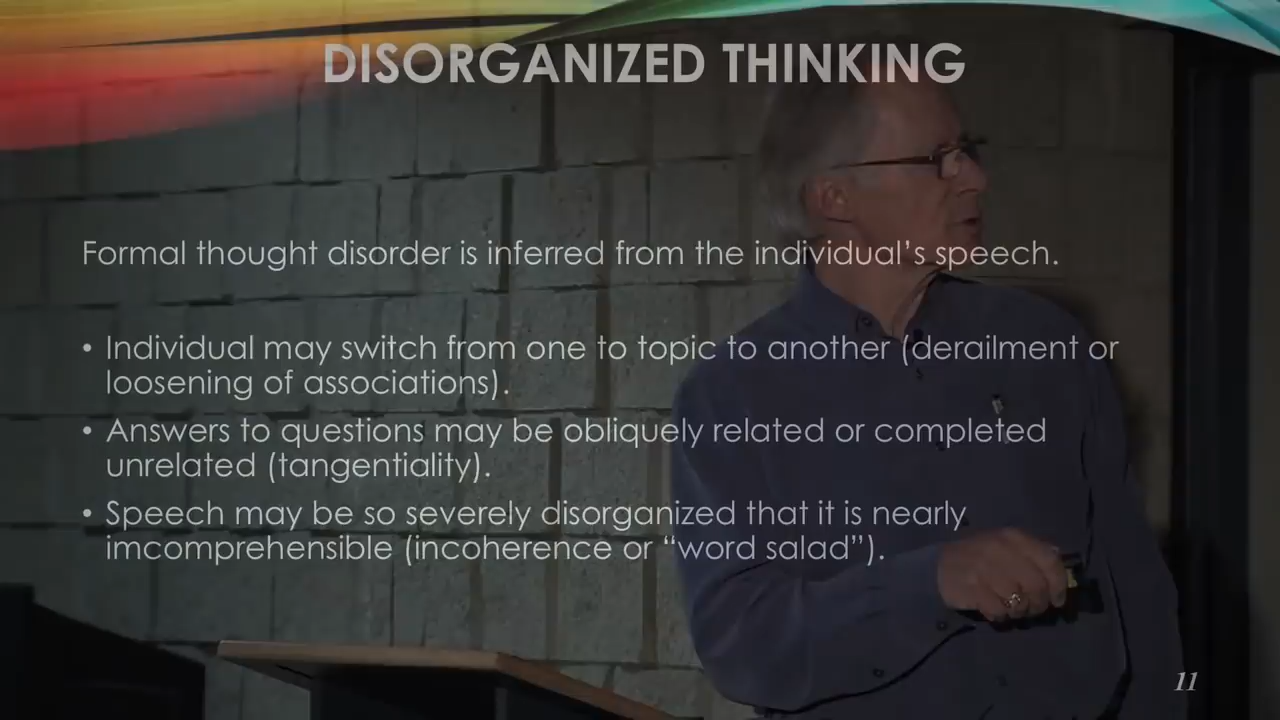 DISORGANIZED THINKING
Formal thought disorder is inferred from the individual’s speech.
• Individual may switch from one to topic to another (derailment or
loosening of associations).
• Answers to questions may be obliquely related or completed
unrelated (tangentiality).
• Speech may be so severely disorganized that it is nearly
imcomprehensible (incoherence or “word salad”).
11